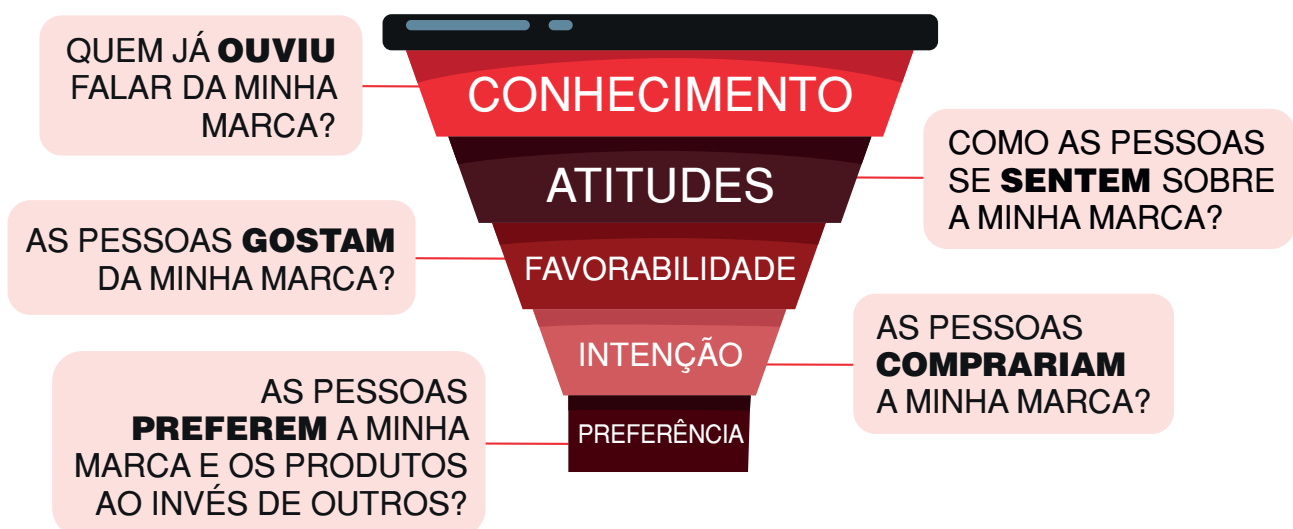 QUEM JÁ OUVIU
FALAR DA MINHA
MARCA?
CONHECIMENTO
COMO AS PESSOAS
SE SENTEM SOBRE
A MINHA MARCA?
ATITUDES
AS PESSOAS GOSTAM
DA MINHA MARCA?
FAVORABILIDADE
AS PESSOAS
COMPRARIAM
A MINHA MARCA?
INTENÇÃO
AS PESSOAS
PREFEREM A MINHA
MARCA E OS PRODUTOS
AO INVÉS DE OUTROS?
PREFERÊNCIA